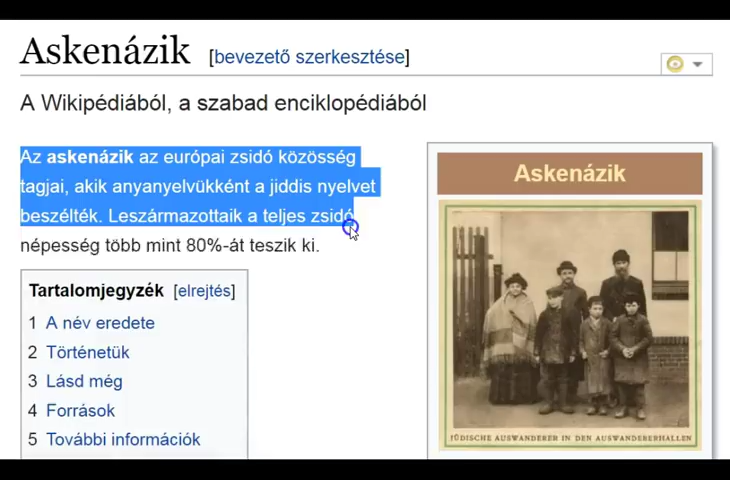 Askenázik [bevezető szerkesztése]
A Wikipédiából, a szabad enciklopédiából
Az askenázik az európai zsidó közösség
tagjai, akik anyanyelvükként a jiddis nyelvet
beszélték. Leszármazottaik a teljes zsidó
népesség több mint 80%-át teszik ki.
Tartalomjegyzék [elrejtés]
1 A név eredete
2 Történetük
3 Lásd még
4 Források
5 További információk
Askenázik
JÜDISCHE AUSWANDERER IN DEN AUSWANDERERHALLEN